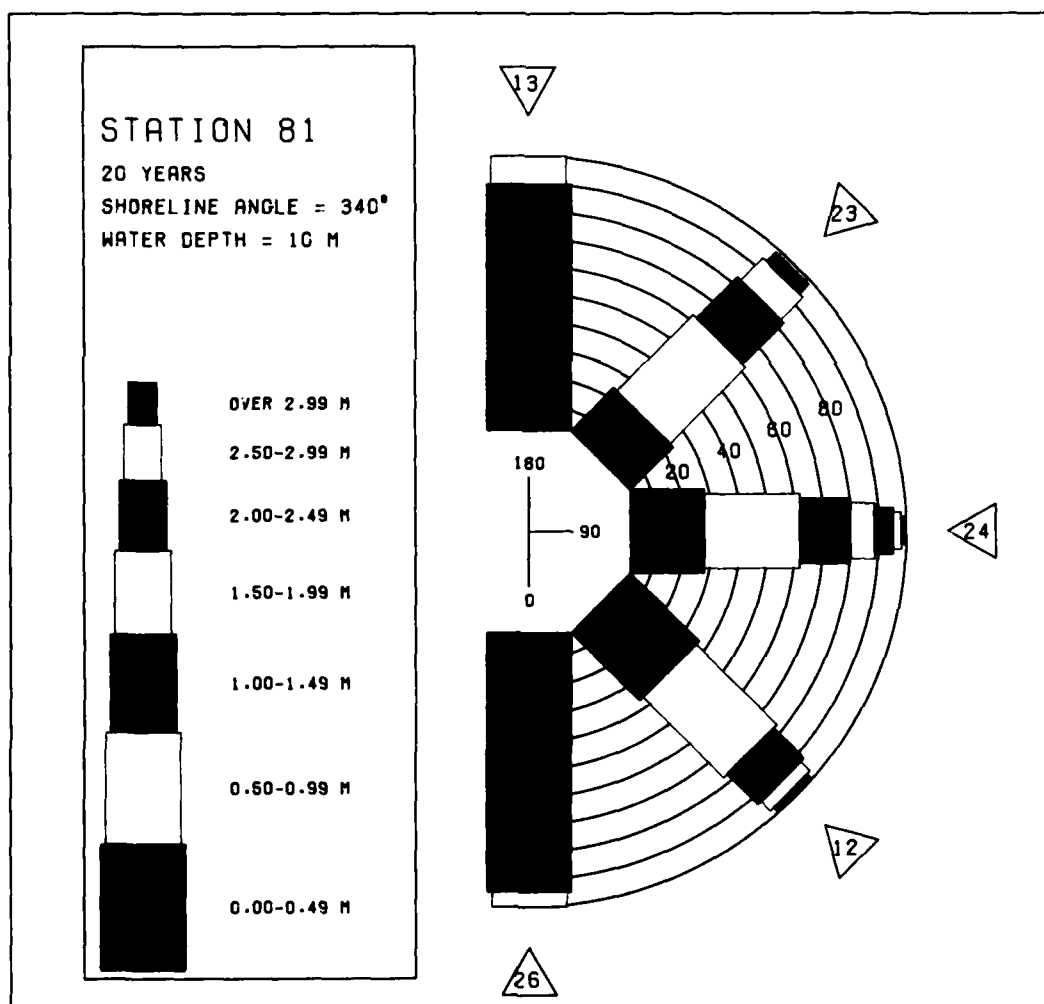 STATION 81
20 YEARS
SHORELINE ANGLE = 340°
WATER DEPTH = 10 M
OVER 2.99 M
2.50-2.99 M
2.00-2.49 M
1.50-1.99 M
1.00-1.49 M
0.50-0.99 M
0.00-0.49 M
13
23
80
60
40
20
180
90
0
24
12
26